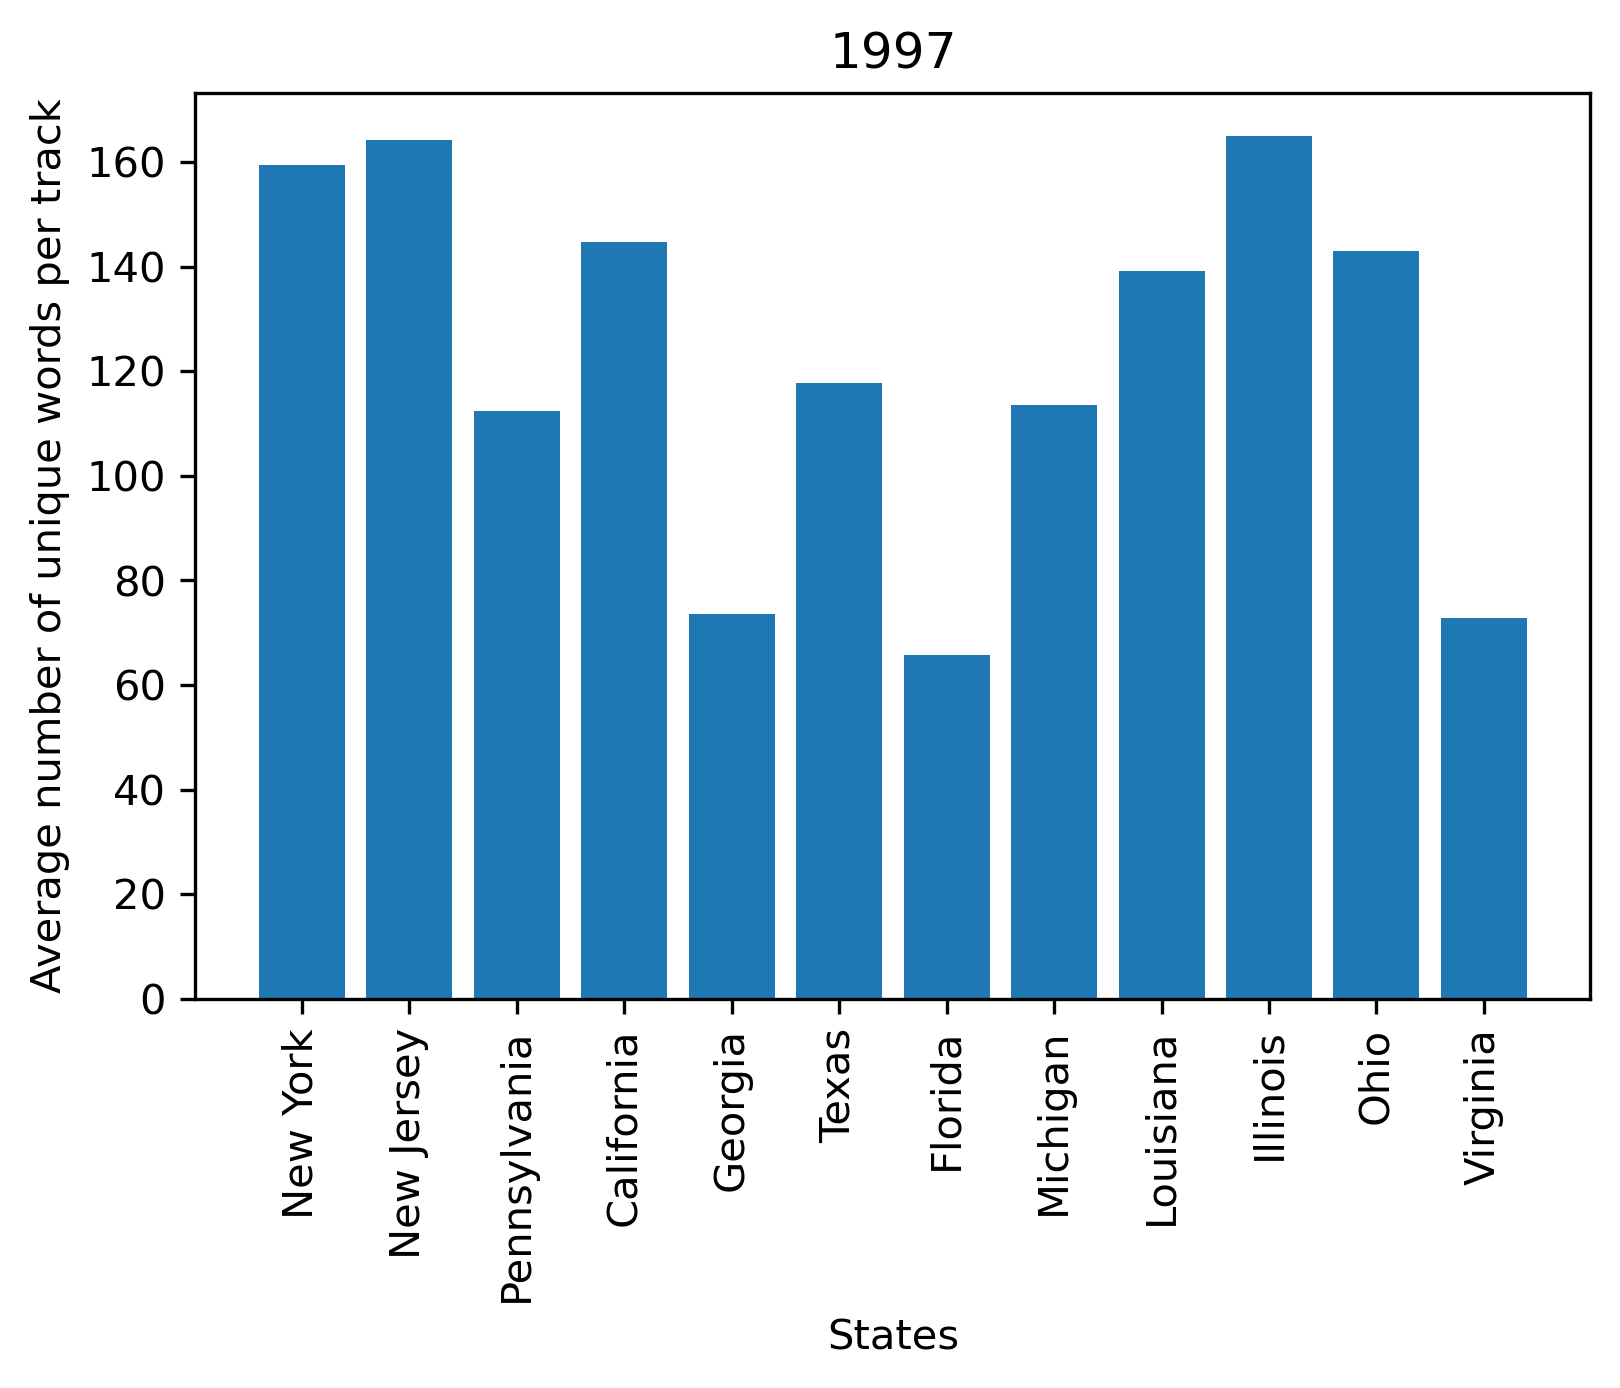 1997
Average number of unique words per track
160
140
120
100
80
60
40
20
0
New York
New Jersey
Pennsylvania
California
Georgia
Texas
Florida
Michigan
Louisiana
Illinois
Ohio
Virginia
States